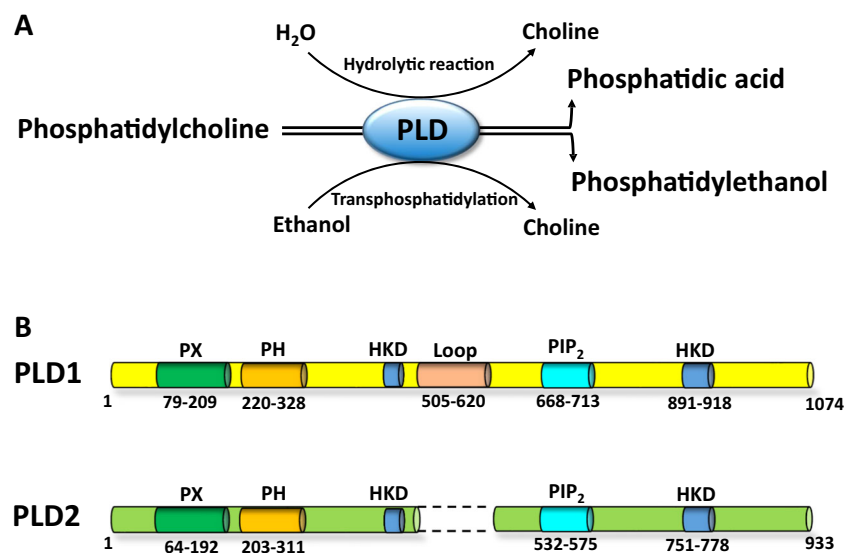 A
H₂O
Choline
Hydrolytic reaction
Phosphatidic acid
Phosphatidylcholine
PLD
Phosphatidylethanol
Transphosphatidylation
Ethanol
Choline
B
PX PH HKD Loop PIP₂ HKD
PLD1
1 79-209 220-328 505-620 668-713 891-918 1074
PX PH HKD PIP₂ HKD
PLD2
1 64-192 203-311 532-575 751-778 933